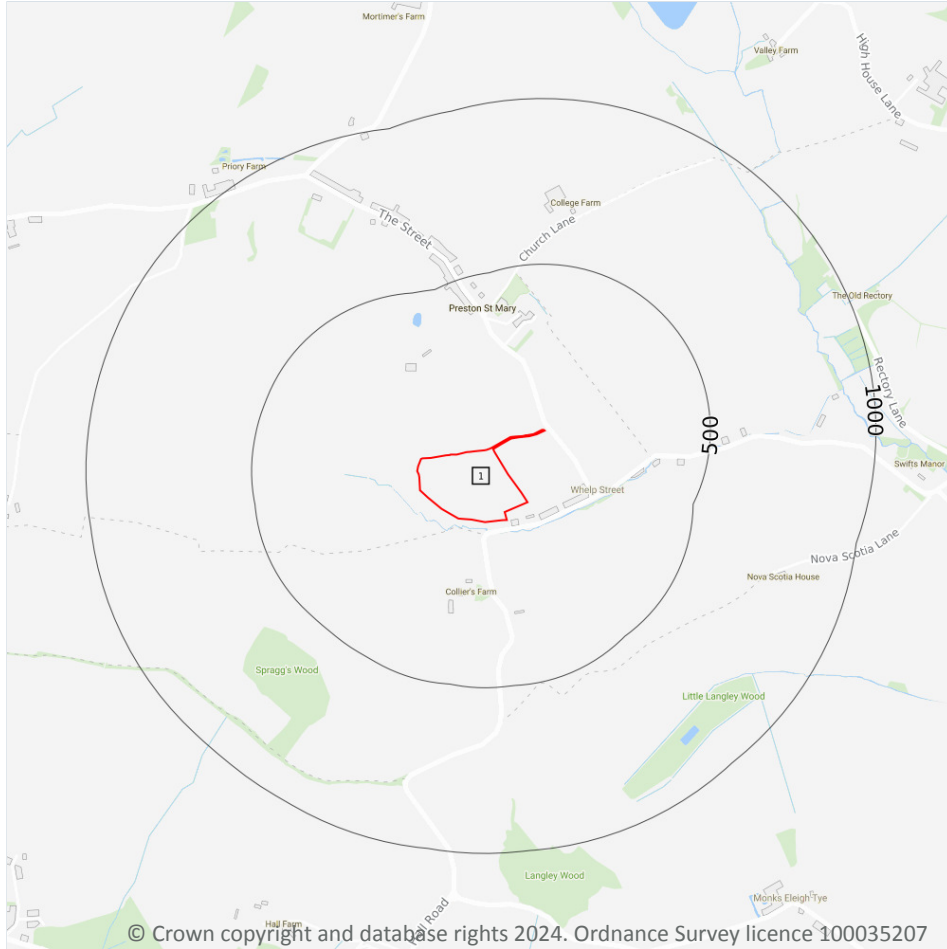 Mortimer's Farm
Valley Farm
High House Lane
Priory Farm
College Farm
The Street
Church Lane
The Old Rectory
Preston St Mary
Rectory Lane
1000
500
Swifts Manor
1
Whelp Street
Nova Scotia Lane
Nova Scotia House
Collier's Farm
Spragg's Wood
Little Langley Wood
Langley Wood
Monks Eleigh Tye
Hall Farm
Road
© Crown copyright and database rights 2024. Ordnance Survey licence 100035207